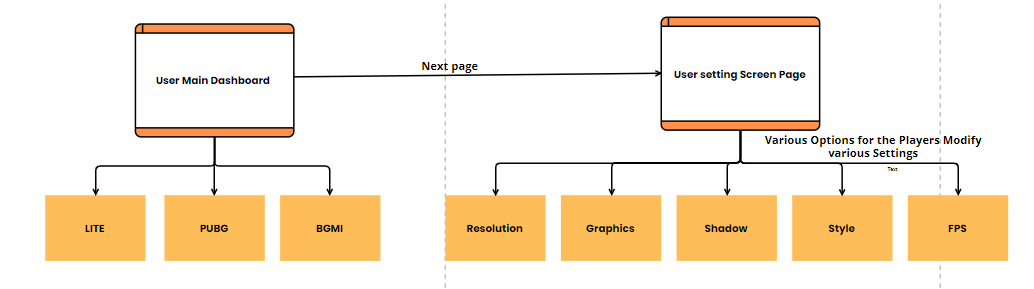 Next page
User Main Dashboard
User setting Screen Page
Various Options for the Players Modify
various Settings
Text
LITE
PUBG
BGMI
Resolution
Graphics
Shadow
Style
FPS